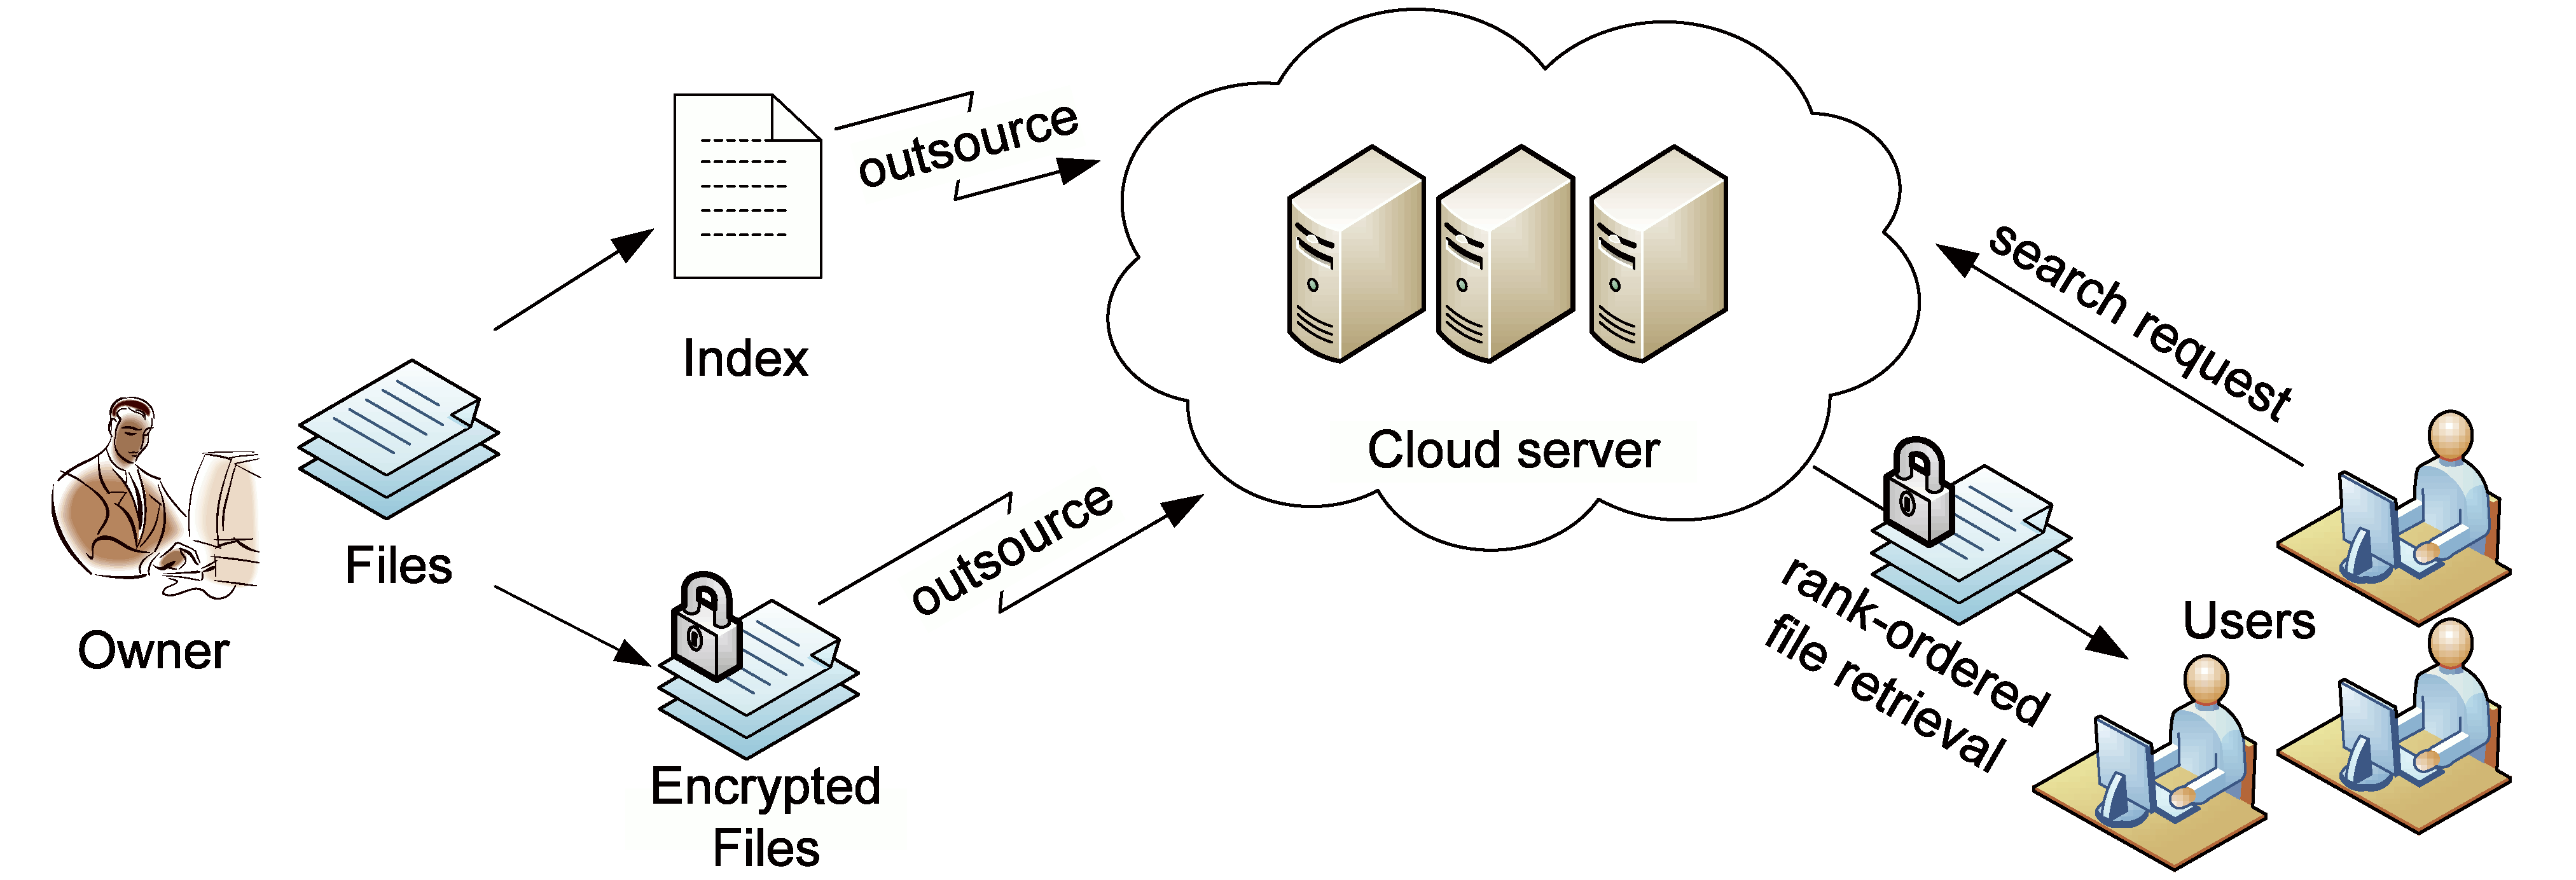 outsource
Index
search request
Cloud server
Files
outsource
Owner
Users
rank-ordered
file retrieval
Encrypted
Files